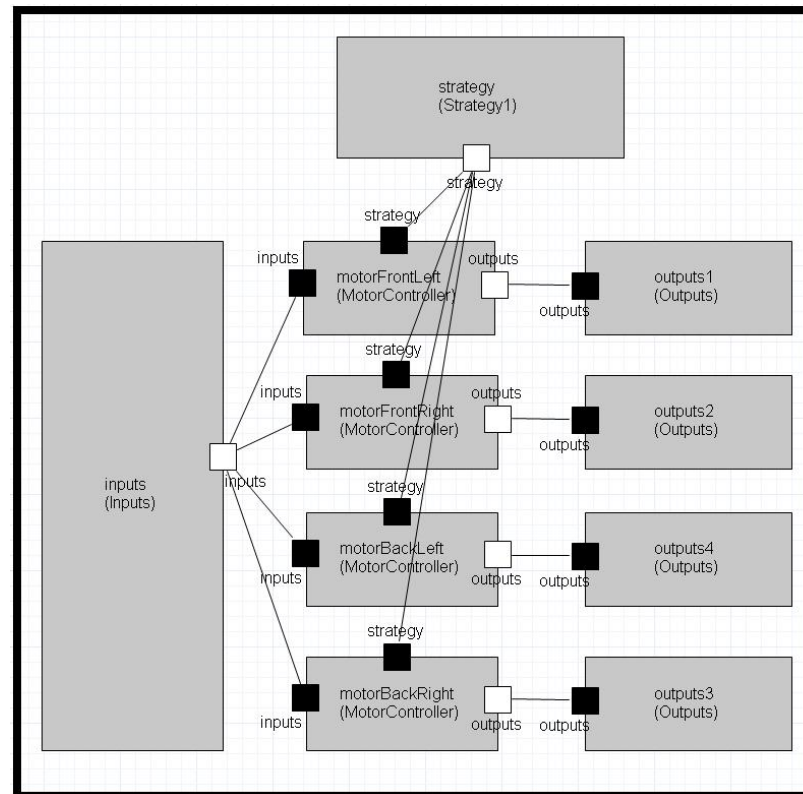 strategy
(Strategy1)
strategy
strategy
inputs
motorFrontLeft
(MotorController)
outputs
outputs
outputs1
(Outputs)
strategy
inputs
motorFrontRight
(MotorController)
outputs
outputs
outputs2
(Outputs)
inputs
inputs
(Inputs)
strategy
inputs
motorBackLeft
(MotorController)
outputs
outputs
outputs4
(Outputs)
strategy
inputs
motorBackRight
(MotorController)
outputs
outputs
outputs3
(Outputs)